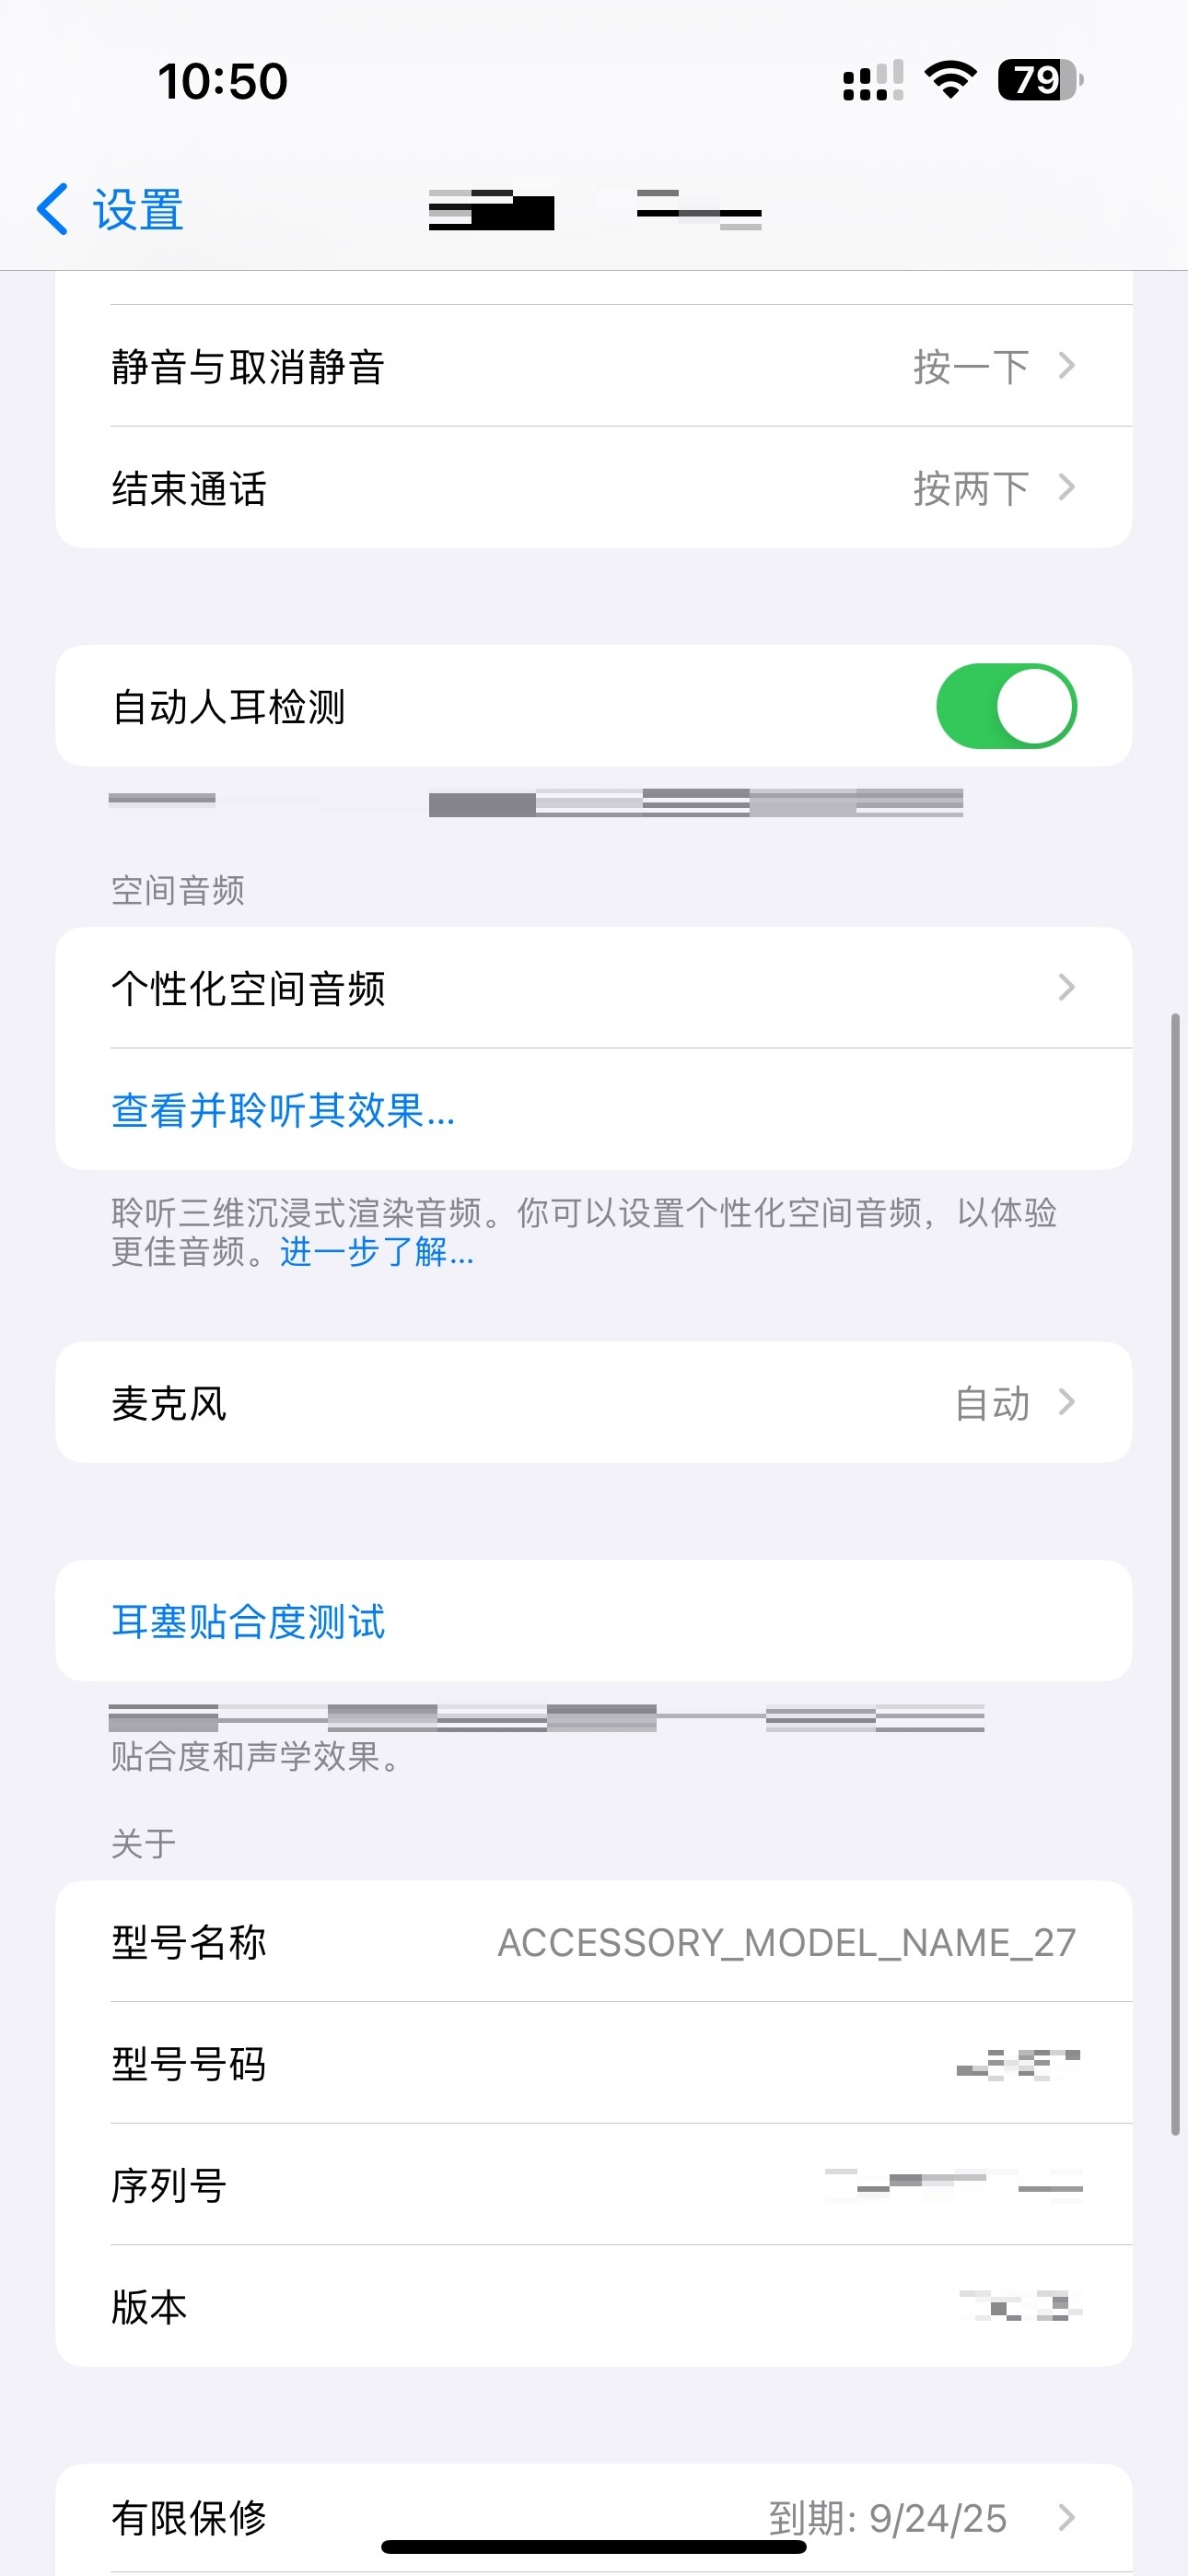 10:50
79
设置
静音与取消静音 按一下
结束通话 按两下
自动人耳检测
空间音频
个性化空间音频
查看并聆听其效果...
聆听三维沉浸式渲染音频。你可以设置个性化空间音频，以体验
更佳音频。进一步了解...
麦克风 自动
耳塞贴合度测试
贴合度和声学效果。
关于
型号名称 ACCESSORY_MODEL_NAME_27
型号号码
序列号
版本
有限保修 到期: 9/24/25